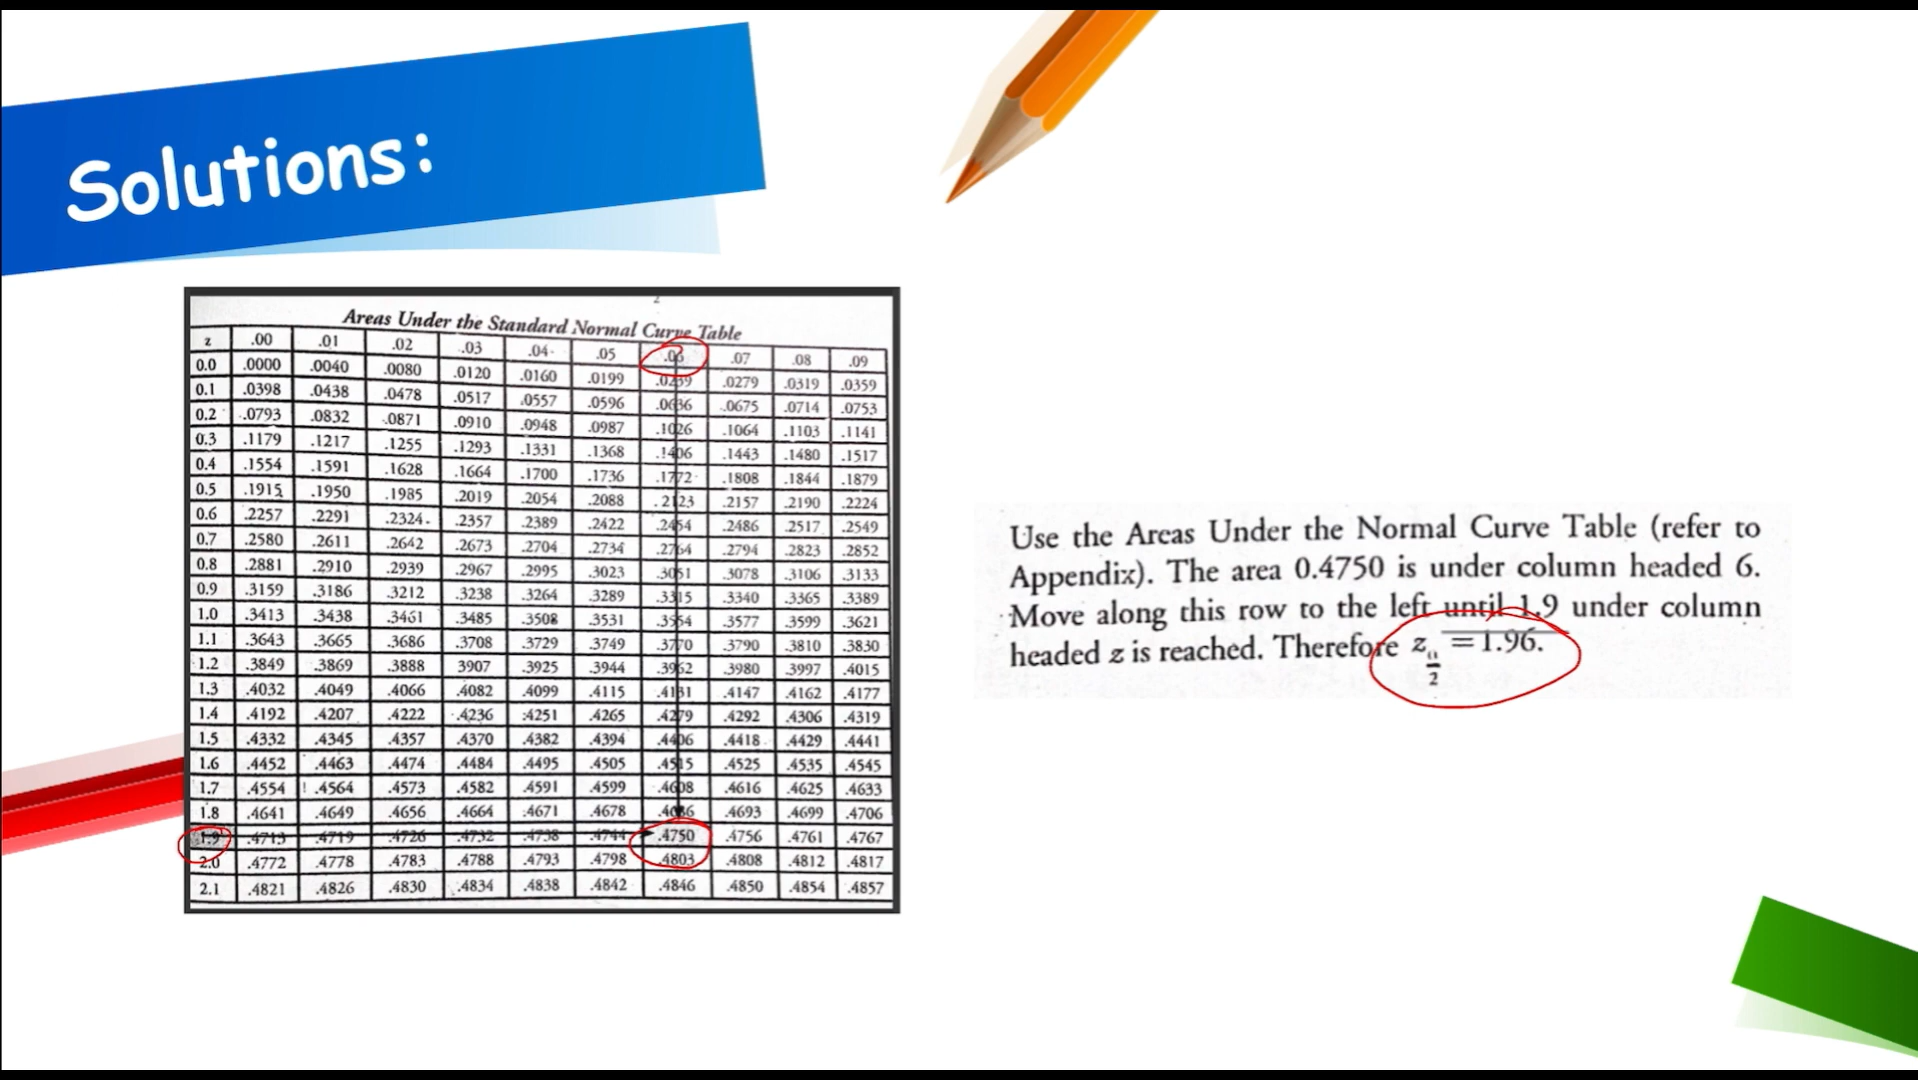 Solutions:
Areas Under the Standard Normal Curve Table
z .00 .01 .02 .03 .04 .05 .06 .07 .08 .09
0.0 .0000 .0040 .0080 .0120 .0160 .0199 .0239 .0279 .0319 .0359
0.1 .0398 .0438 .0478 .0517 .0557 .0596 .0636 .0675 .0714 .0753
0.2 .0793 .0832 .0871 .0910 .0948 .0987 .1026 .1064 .1103 .1141
0.3 .1179 .1217 .1255 .1293 .1331 .1368 .1406 .1443 .1480 .1517
0.4 .1554 .1591 .1628 .1664 .1700 .1736 .1772 .1808 .1844 .1879
0.5 .1915 .1950 .1985 .2019 .2054 .2088 .2123 .2157 .2190 .2224
0.6 .2257 .2291 .2324 .2357 .2389 .2422 .2454 .2486 .2517 .2549
0.7 .2580 .2611 .2642 .2673 .2704 .2734 .2764 .2794 .2823 .2852
0.8 .2881 .2910 .2939 .2967 .2995 .3023 .3051 .3078 .3106 .3133
0.9 .3159 .3186 .3212 .3238 .3264 .3289 .3315 .3340 .3365 .3389
1.0 .3413 .3438 .3461 .3485 .3508 .3531 .3554 .3577 .3599 .3621
1.1 .3643 .3665 .3686 .3708 .3729 .3749 .3770 .3790 .3810 .3830
1.2 .3849 .3869 .3888 3907 .3925 .3944 .3962 .3980 .3997 .4015
1.3 .4032 .4049 .4066 .4082 .4099 .4115 .4131 .4147 .4162 .4177
1.4 .4192 .4207 .4222 .4236 .4251 .4265 .4279 .4292 .4306 .4319
1.5 .4332 .4345 .4357 .4370 .4382 .4394 .4406 .4418 .4429 .4441
1.6 .4452 .4463 .4474 .4484 .4495 .4505 .4515 .4525 .4535 .4545
1.7 .4554 .4564 .4573 .4582 .4591 .4599 .4608 .4616 .4625 .4633
1.8 .4641 .4649 .4656 .4664 .4671 .4678 .4686 .4693 .4699 .4706
1.9 .4713 .4719 .4726 .4732 .4738 .4744 .4750 .4756 .4761 .4767
2.0 .4772 .4778 .4783 .4788 .4793 .4798 .4803 .4808 .4812 .4817
2.1 .4821 .4826 .4830 .4834 .4838 .4842 .4846 .4850 .4854 .4857
Use the Areas Under the Normal Curve Table (refer to
Appendix). The area 0.4750 is under column headed 6.
Move along this row to the left until 1.9 under column
headed z is reached. Therefore z = 1.96.
2